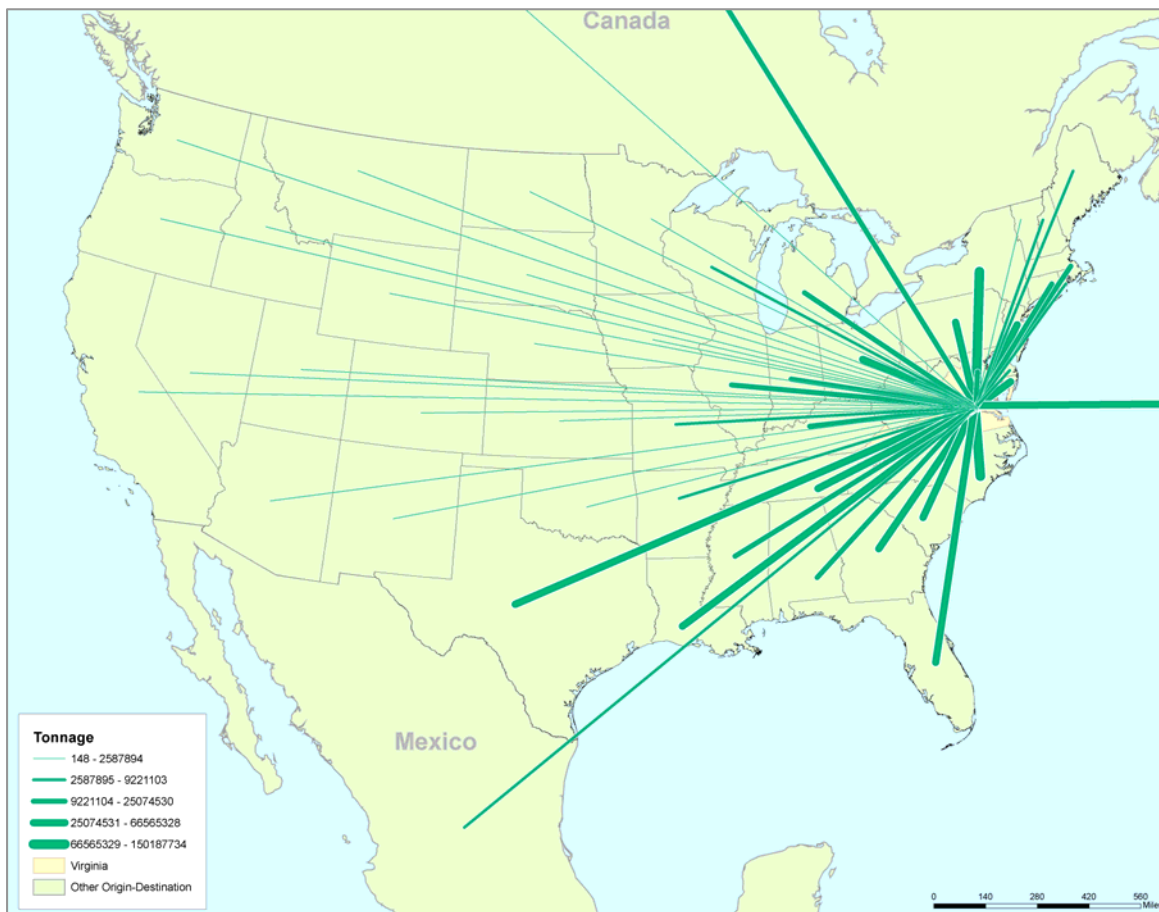 Canada
Mexico
Tonnage
148 - 2587894
2587895 - 9221103
9221104 - 25074530
25074531 - 66565328
66565329 - 150187734
Virginia
Other Origin-Destination
0 140 280 420 560
Miles